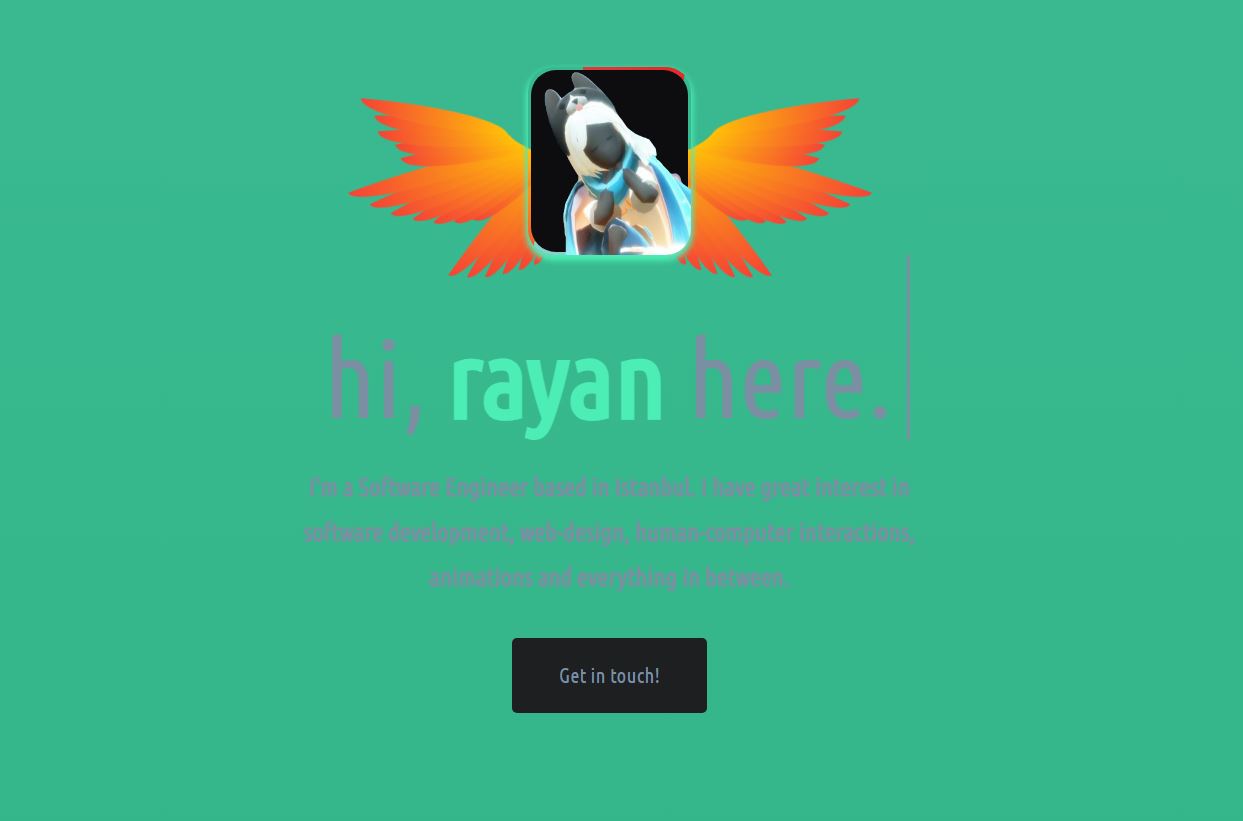 hi, rayan here.
I'm a Software Engineer based in Istanbul. I have great interest in
software development, web-design, human-computer interactions,
animations and everything in between.
Get in touch!